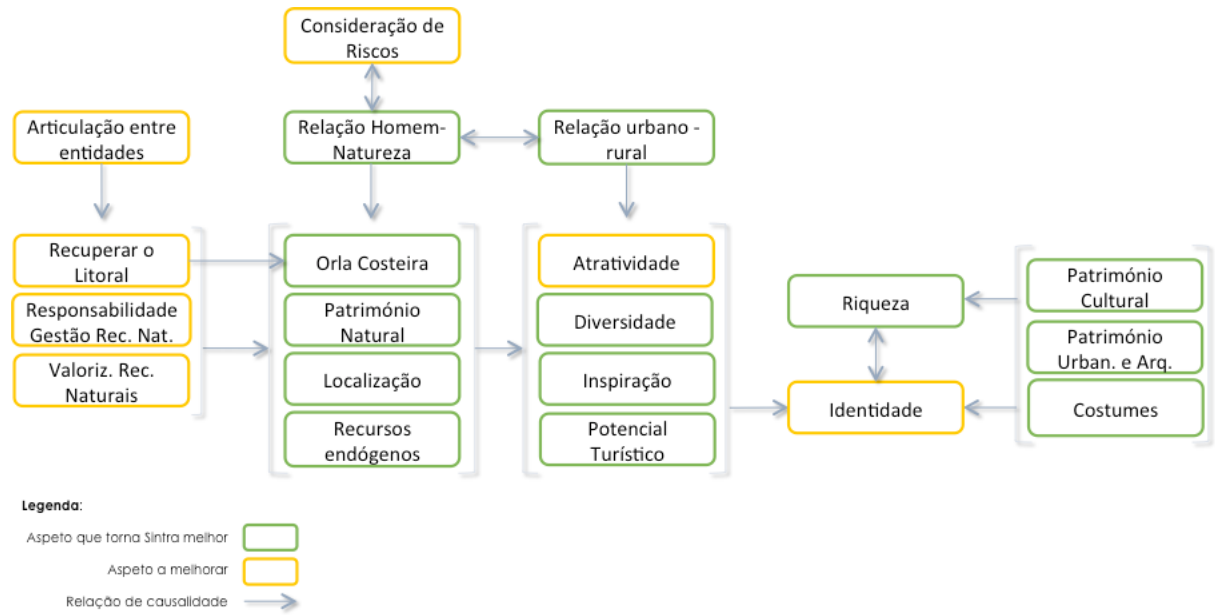 Consideração de
Riscos
Articulação entre
entidades
Relação Homem-
Natureza
Relação urbano -
rural
Recuperar o
Litoral
Responsabilidade
Gestão Rec. Nat.
Valoriz. Rec.
Naturais
Orla Costeira
Património
Natural
Localização
Recursos
endógenos
Atratividade
Diversidade
Inspiração
Potencial
Turístico
Riqueza
Identidade
Património
Cultural
Património
Urban. e Arq.
Costumes
Legenda:
Aspeto que torna Sintra melhor
Aspeto a melhorar
Relação de causalidade